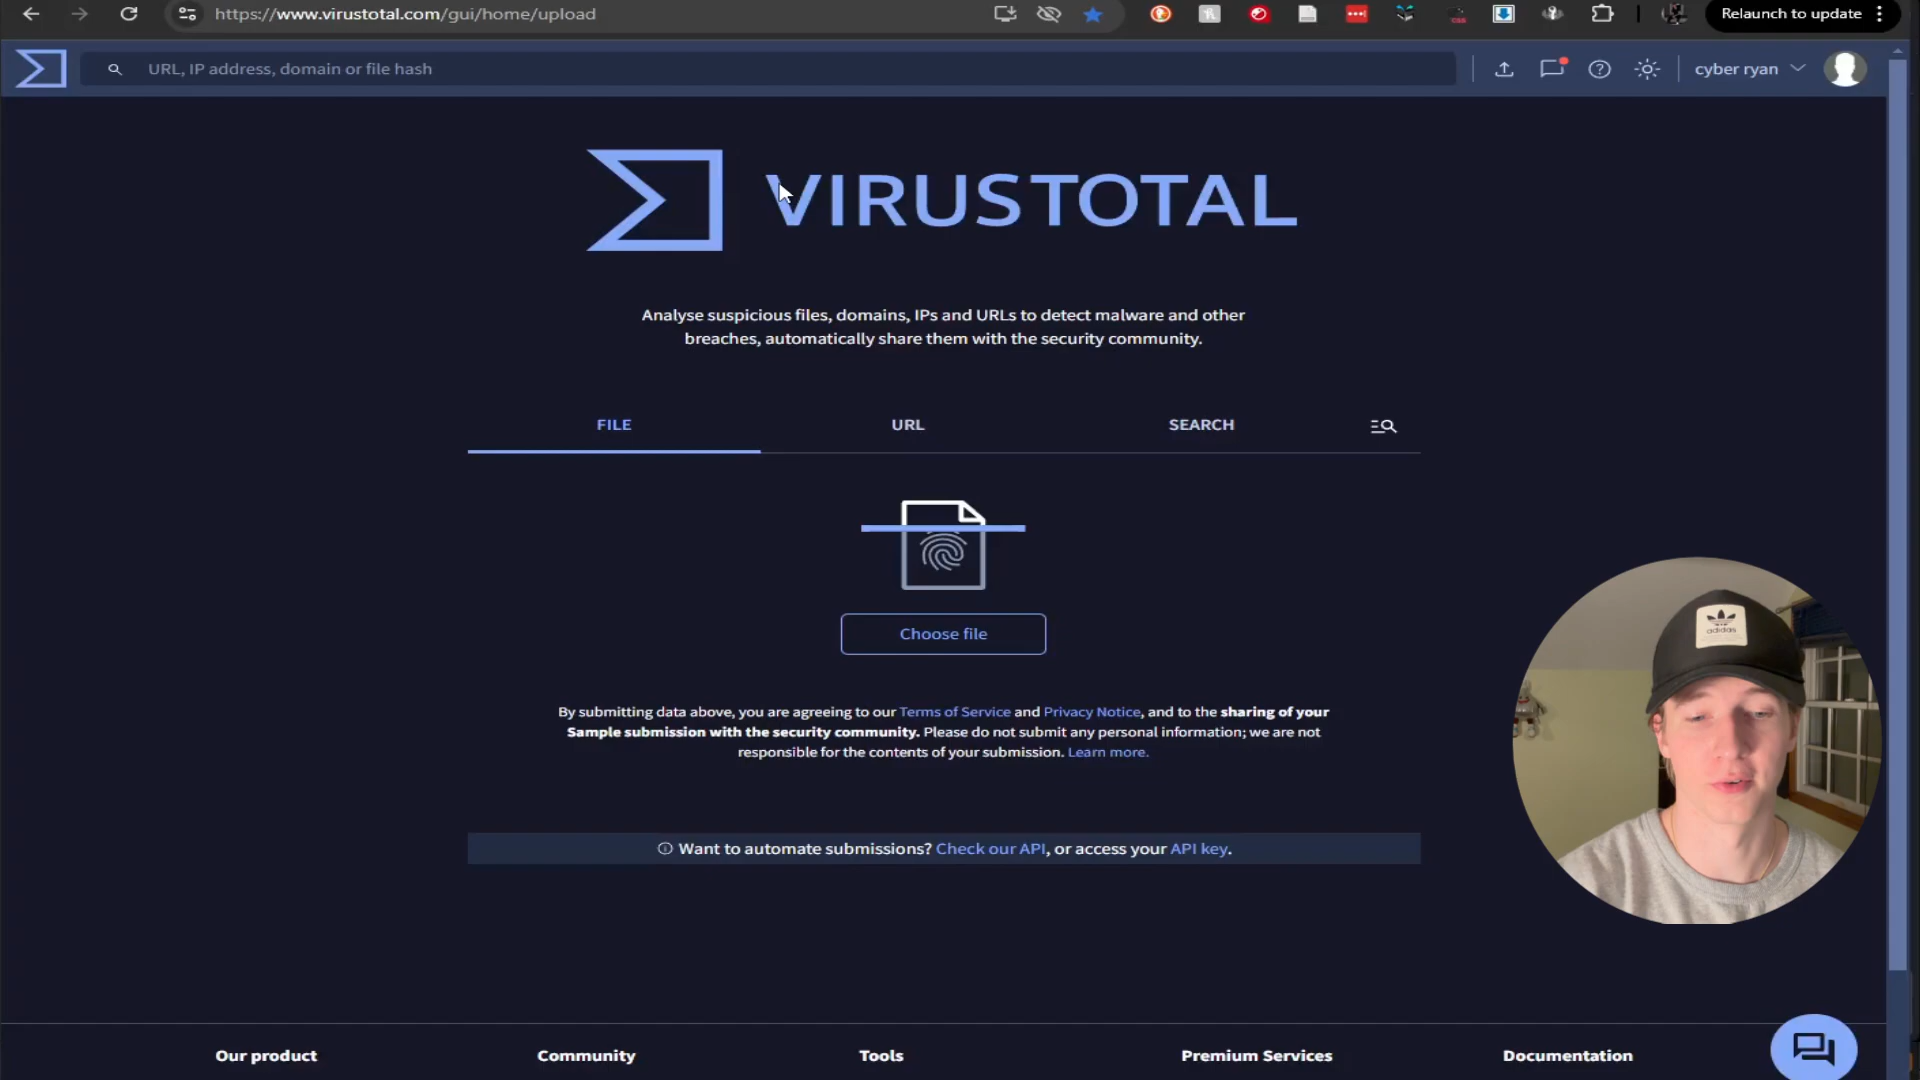 https://www.virustotal.com/gui/home/upload
Relaunch to update
URL, IP address, domain or file hash
cyber ryan
VIRUSTOTAL
Analyse suspicious files, domains, IPs and URLs to detect malware and other
breaches, automatically share them with the security community.
FILE
URL
SEARCH
Choose file
By submitting data above, you are agreeing to our Terms of Service and Privacy Notice, and to the sharing of your
Sample submission with the security community. Please do not submit any personal information; we are not
responsible for the contents of your submission. Learn more.
adidas
Want to automate submissions? Check our API, or access your API key.
Our product
Community
Tools
Premium Services
Documentation